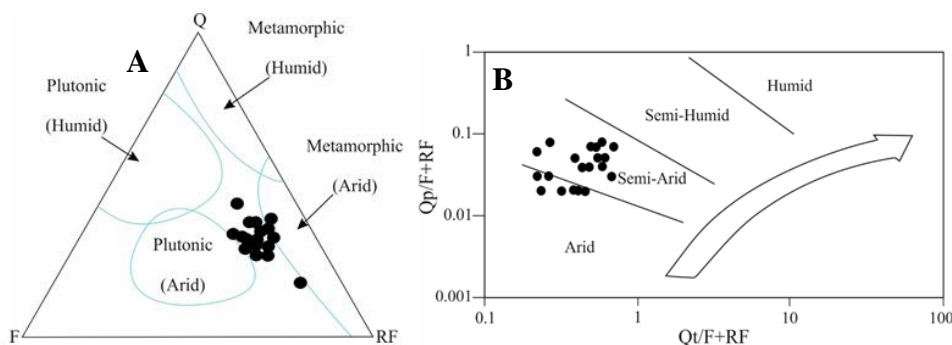 Q
A
Metamorphic
(Humid)
Plutonic
(Humid)
Metamorphic
(Arid)
Plutonic
(Arid)
F
RF
B
1
0.1
0.01
0.001
Qp/F+RF
Humid
Semi-Humid
Semi-Arid
Arid
0.1
1
10
100
Qt/F+RF